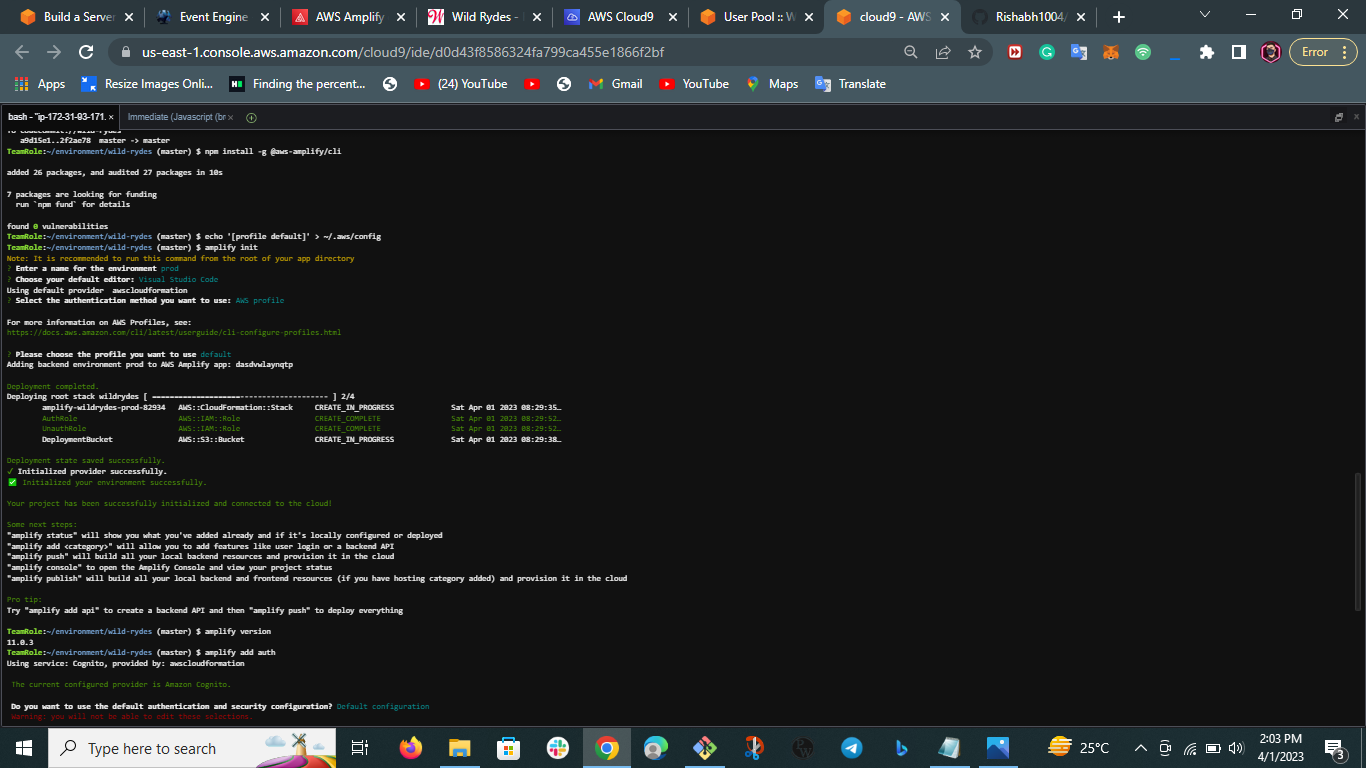 Build a Server
Event Engine
AWS Amplify
Wild Rydes -
AWS Cloud9
User Pool :: W
cloud9 - AWS
Rishabh1004/
us-east-1.console.aws.amazon.com/cloud9/ide/d0d43f8586324fa799ca455e1866f2bf
Error
Apps
Resize Images Onli...
Finding the percent...
(24) YouTube
Gmail
YouTube
Maps
Translate
bash - "ip-172-31-93-171.
Immediate (Javascript (br
To codecommit://wild-rydes
a9d15e1..2f2ae78 master -> master
TeamRole:~/environment/wild-rydes (master) $ npm install -g @aws-amplify/cli
added 26 packages, and audited 27 packages in 10s
7 packages are looking for funding
run `npm fund` for details
found 0 vulnerabilities
TeamRole:~/environment/wild-rydes (master) $ echo '[profile default]' > ~/.aws/config
TeamRole:~/environment/wild-rydes (master) $ amplify init
Note: It is recommended to run this command from the root of your app directory
? Enter a name for the environment prod
? Choose your default editor: Visual Studio Code
Using default provider awscloudformation
? Select the authentication method you want to use: AWS profile
For more information on AWS Profiles, see:
https://docs.aws.amazon.com/cli/latest/userguide/cli-configure-profiles.html
? Please choose the profile you want to use default
Adding backend environment prod to AWS Amplify app: dasdvwlaynqtp
Deployment completed.
Deploying root stack wildrydes [ ---------------------------------------- ] 2/4
amplify-wildrydes-prod-82934 AWS::CloudFormation::Stack CREATE_IN_PROGRESS Sat Apr 01 2023 08:29:35…
AuthRole AWS::IAM::Role CREATE_COMPLETE Sat Apr 01 2023 08:29:52…
UnauthRole AWS::IAM::Role CREATE_COMPLETE Sat Apr 01 2023 08:29:52…
DeploymentBucket AWS::S3::Bucket CREATE_IN_PROGRESS Sat Apr 01 2023 08:29:38…
Deployment state saved successfully.
✓ Initialized provider successfully.
✅ Initialized your environment successfully.
Your project has been successfully initialized and connected to the cloud!
Some next steps:
"amplify status" will show you what you've added already and if it's locally configured or deployed
"amplify add <category>" will allow you to add features like user login or a backend API
"amplify push" will build all your local backend resources and provision it in the cloud
"amplify console" to open the Amplify Console and view your project status
"amplify publish" will build all your local backend and frontend resources (if you have hosting category added) and provision it in the cloud
Pro tip:
Try "amplify add api" to create a backend API and then "amplify push" to deploy everything
TeamRole:~/environment/wild-rydes (master) $ amplify version
11.0.3
TeamRole:~/environment/wild-rydes (master) $ amplify add auth
Using service: Cognito, provided by: awscloudformation
The current configured provider is Amazon Cognito.
Do you want to use the default authentication and security configuration? Default configuration
Warning: you will not be able to edit these selections.
Type here to search
25°C
2:03 PM
4/1/2023
3